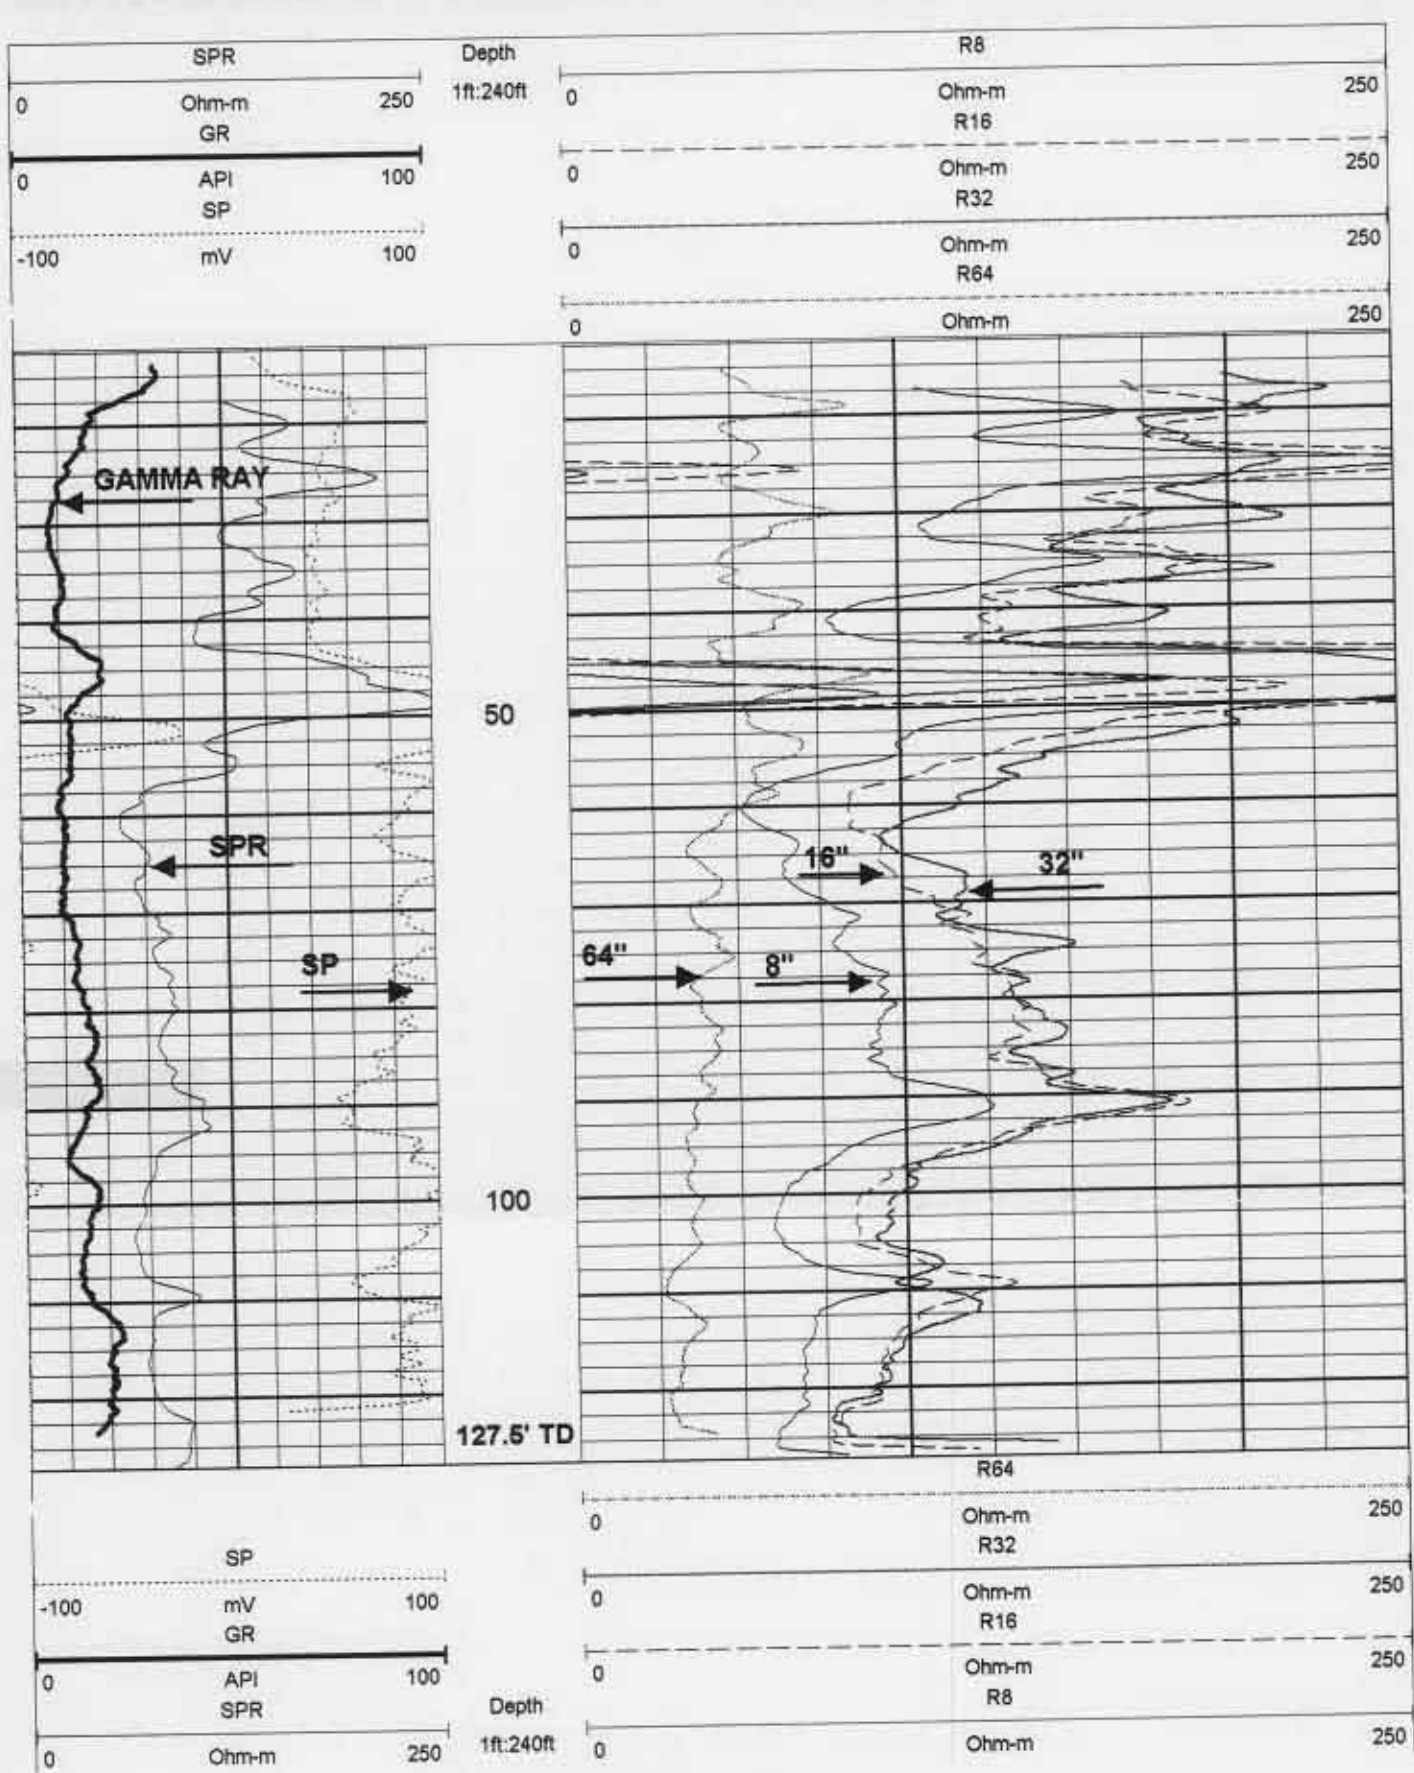 SPR Depth R8
0 Ohm-m 250 1ft:240ft 0 Ohm-m 250
GR R16
0 API 100 0 Ohm-m 250
SP R32
-100 mV 100 0 Ohm-m 250
R64
0 Ohm-m 250
GAMMA RAY
50
SPR 16" 32"
SP 64" 8"
100
127.5' TD
R64
0 Ohm-m 250
SP R32
-100 mV 100 0 Ohm-m 250
GR R16
0 API 100 0 Ohm-m 250
SPR Depth R8
0 Ohm-m 250 1ft:240ft 0 Ohm-m 250